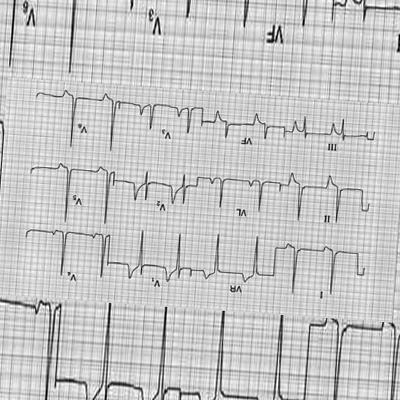 I VR V₁ V₄
II VL V₂ V₅
III VF V₃ V₆
VF V₃ V₆